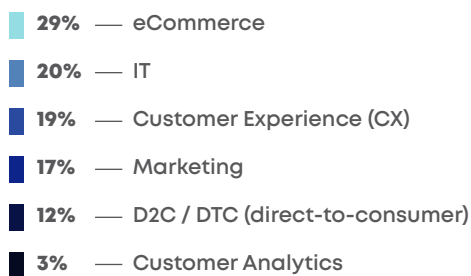 29% — eCommerce
20% — IT
19% — Customer Experience (CX)
17% — Marketing
12% — D2C / DTC (direct-to-consumer)
3% — Customer Analytics